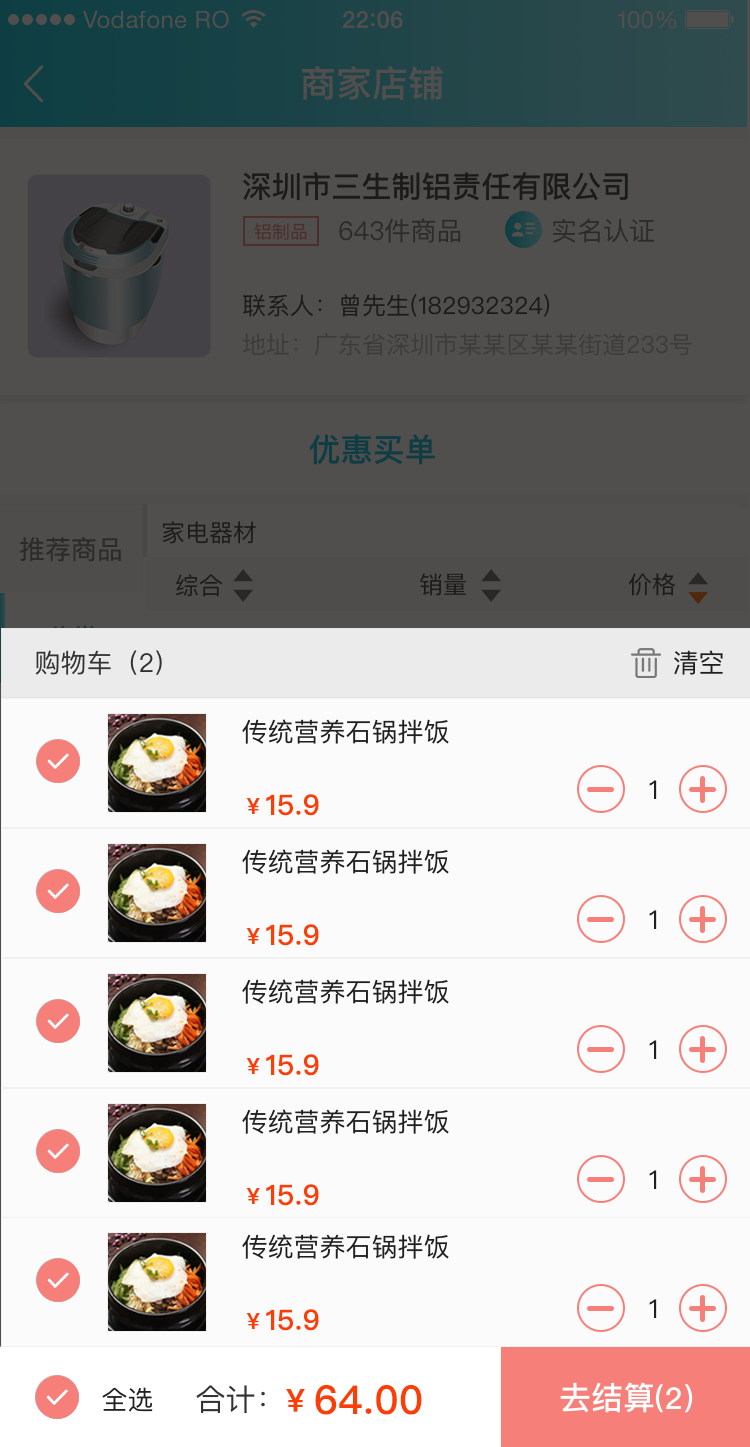 Vodafone RO 22:06 100%
商家店铺
深圳市三生制铝责任有限公司
铝制品 643件商品 实名认证
联系人：曾先生(182932324)
地址：广东省深圳市某某区某某街道233号
优惠买单
推荐商品
家电器材
综合 销量 价格
购物车（2） 清空
传统营养石锅拌饭
¥15.9 1
传统营养石锅拌饭
¥15.9 1
传统营养石锅拌饭
¥15.9 1
传统营养石锅拌饭
¥15.9 1
传统营养石锅拌饭
¥15.9 1
全选 合计：¥ 64.00 去结算(2)